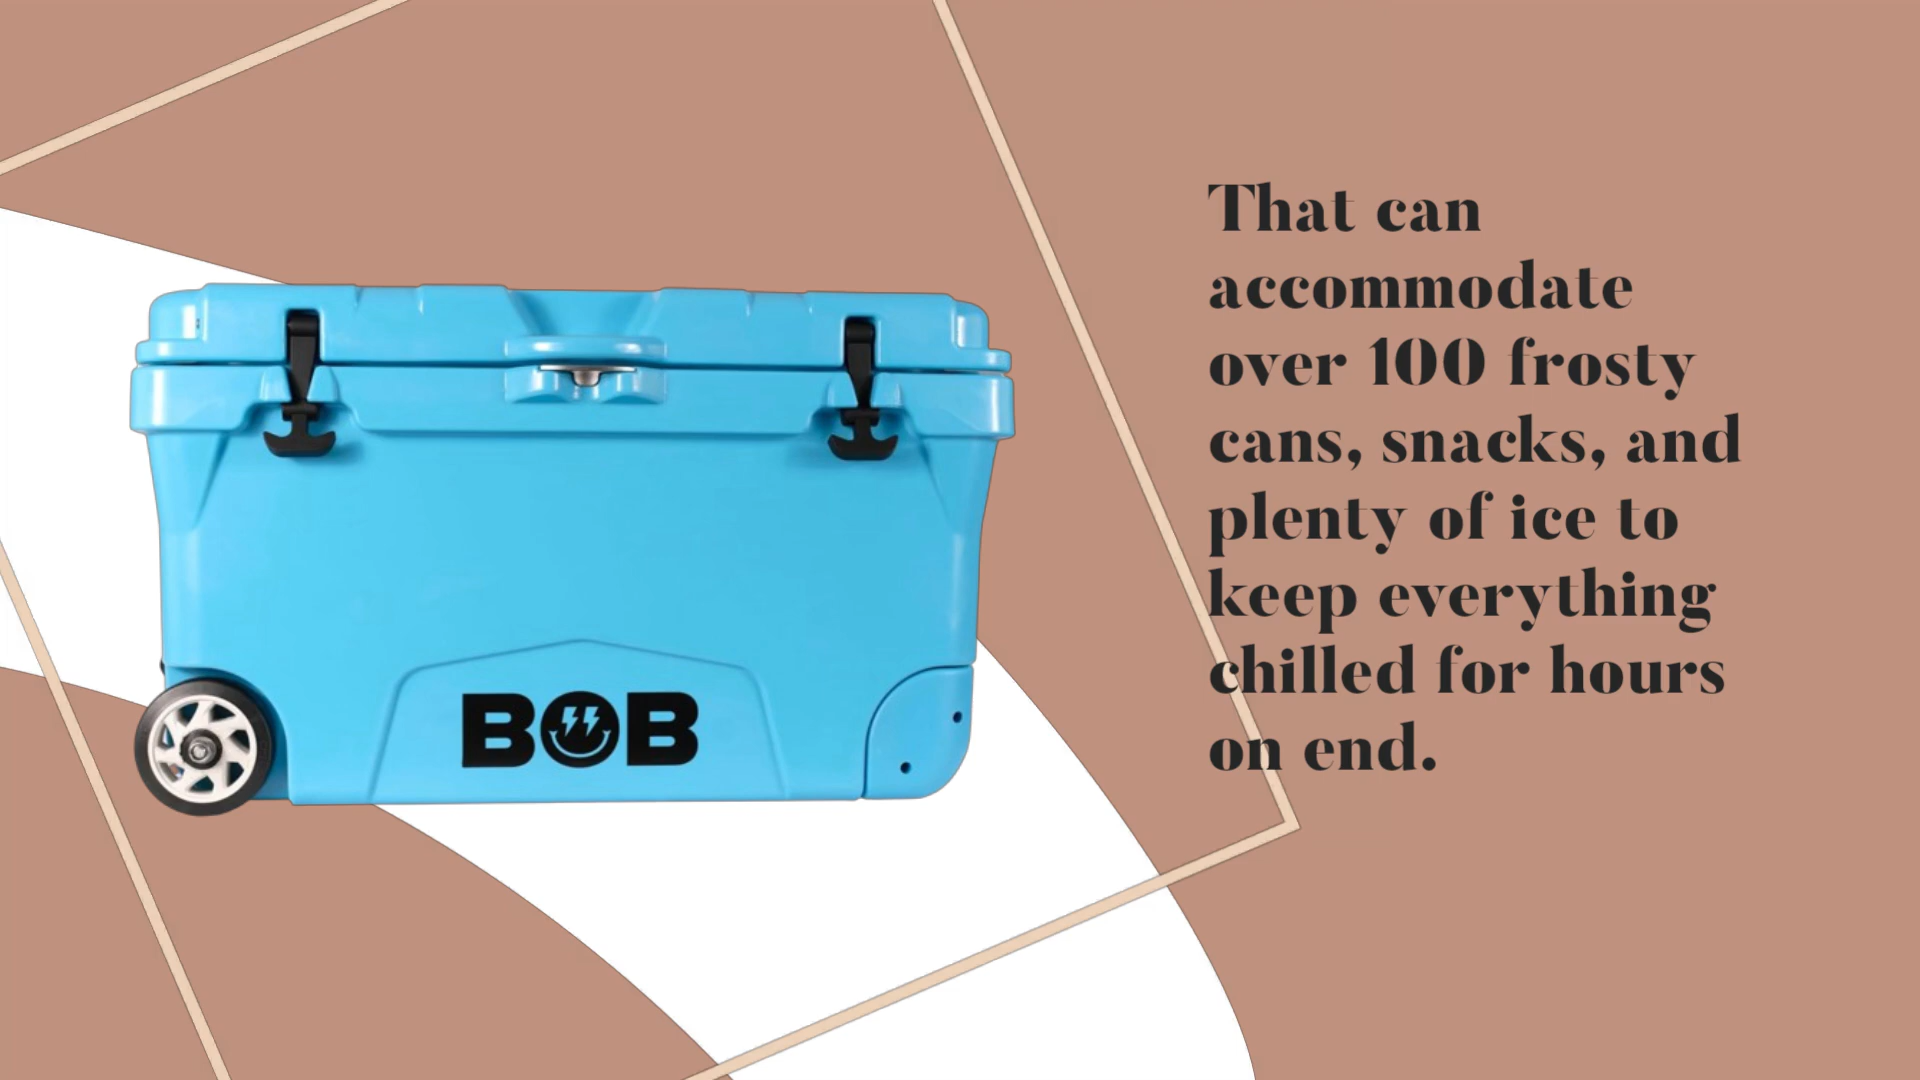 That can
accommodate
over 100 frosty
cans, snacks, and
plenty of ice to
keep everything
chilled for hours
on end.
BOB